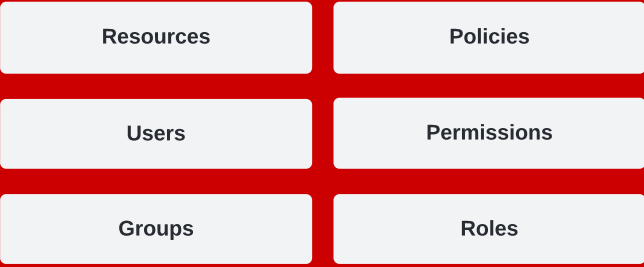 Resources
Policies
Users
Permissions
Groups
Roles